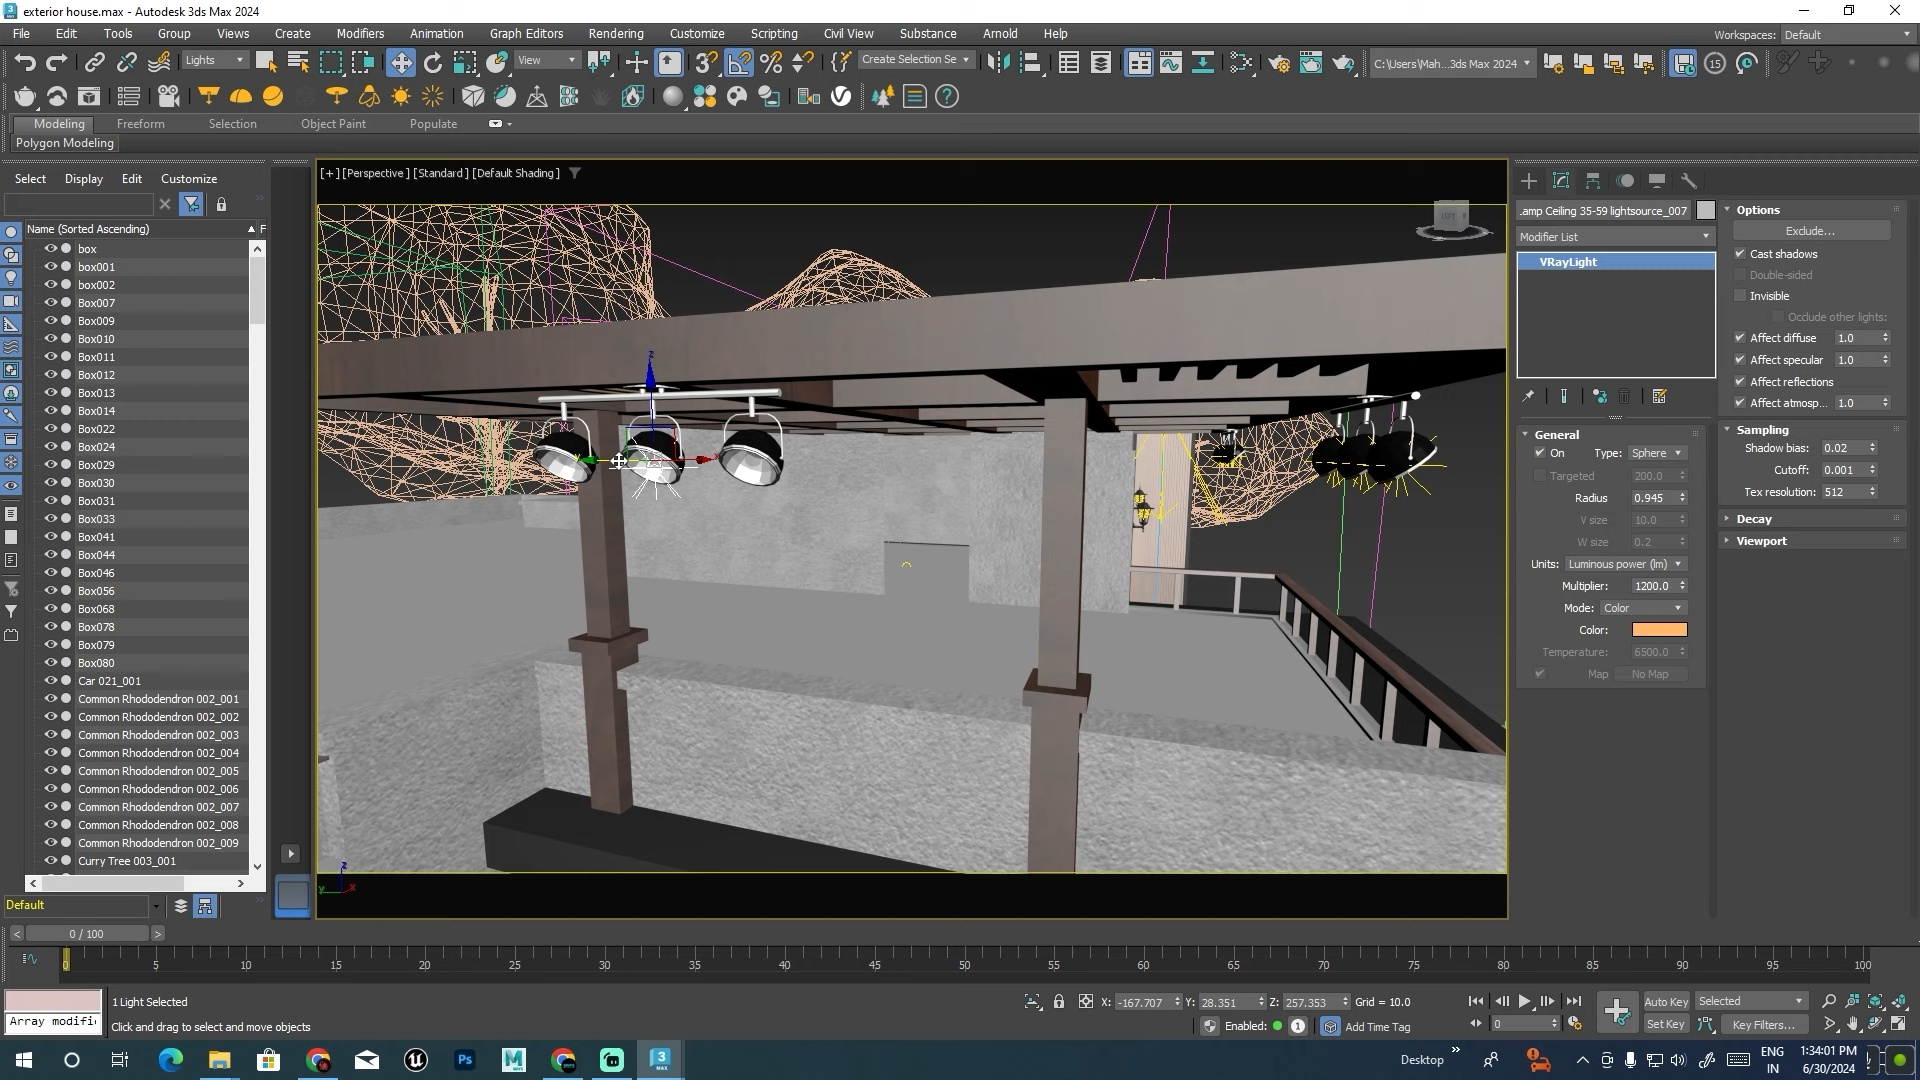 exterior house.max - Autodesk 3ds Max 2024
File Edit Tools Group Views Create Modifiers Animation Graph Editors Rendering Customize Scripting Civil View Substance Arnold Help
Workspaces: Default
Lights View Create Selection Se C:\Users\Mah...3ds Max 2024 15
Modeling Freeform Selection Object Paint Populate
Polygon Modeling
Select Display Edit Customize
[+] [Perspective] [Standard] [Default Shading]
LEFT
Name (Sorted Ascending) F
box
box001
box002
Box007
Box009
Box010
Box011
Box012
Box013
Box014
Box022
Box024
Box029
Box030
Box031
Box033
Box041
Box044
Box046
Box056
Box068
Box078
Box079
Box080
Car 021_001
Common Rhododendron 002_001
Common Rhododendron 002_002
Common Rhododendron 002_003
Common Rhododendron 002_004
Common Rhododendron 002_005
Common Rhododendron 002_006
Common Rhododendron 002_007
Common Rhododendron 002_008
Common Rhododendron 002_009
Curry Tree 003_001
Default
.amp Ceiling 35-59 lightsource_007
Modifier List
VRayLight
General
On Type: Sphere
Targeted 200.0
Radius 0.945
V size 10.0
W size 0.2
Units: Luminous power (lm)
Multiplier: 1200.0
Mode: Color
Color:
Temperature: 6500.0
Map No Map
Options
Exclude...
Cast shadows
Double-sided
Invisible
Occlude other lights:
Affect diffuse 1.0
Affect specular 1.0
Affect reflections
Affect atmosp... 1.0
Sampling
Shadow bias: 0.02
Cutoff: 0.001
Tex resolution: 512
Decay
Viewport
z
x
y
z
y x
< 0 / 100 >
0 5 10 15 20 25 30 35 40 45 50 55 60 65 70 75 80 85 90 95 100
1 Light Selected
Array modifi
Click and drag to select and move objects
X: -167.707 Y: 28.351 Z: 257.353 Grid = 10.0
Enabled: 1 Add Time Tag
0
Auto Key Selected
Set Key Key Filters...
Desktop
ENG
IN
1:34:01 PM
6/30/2024